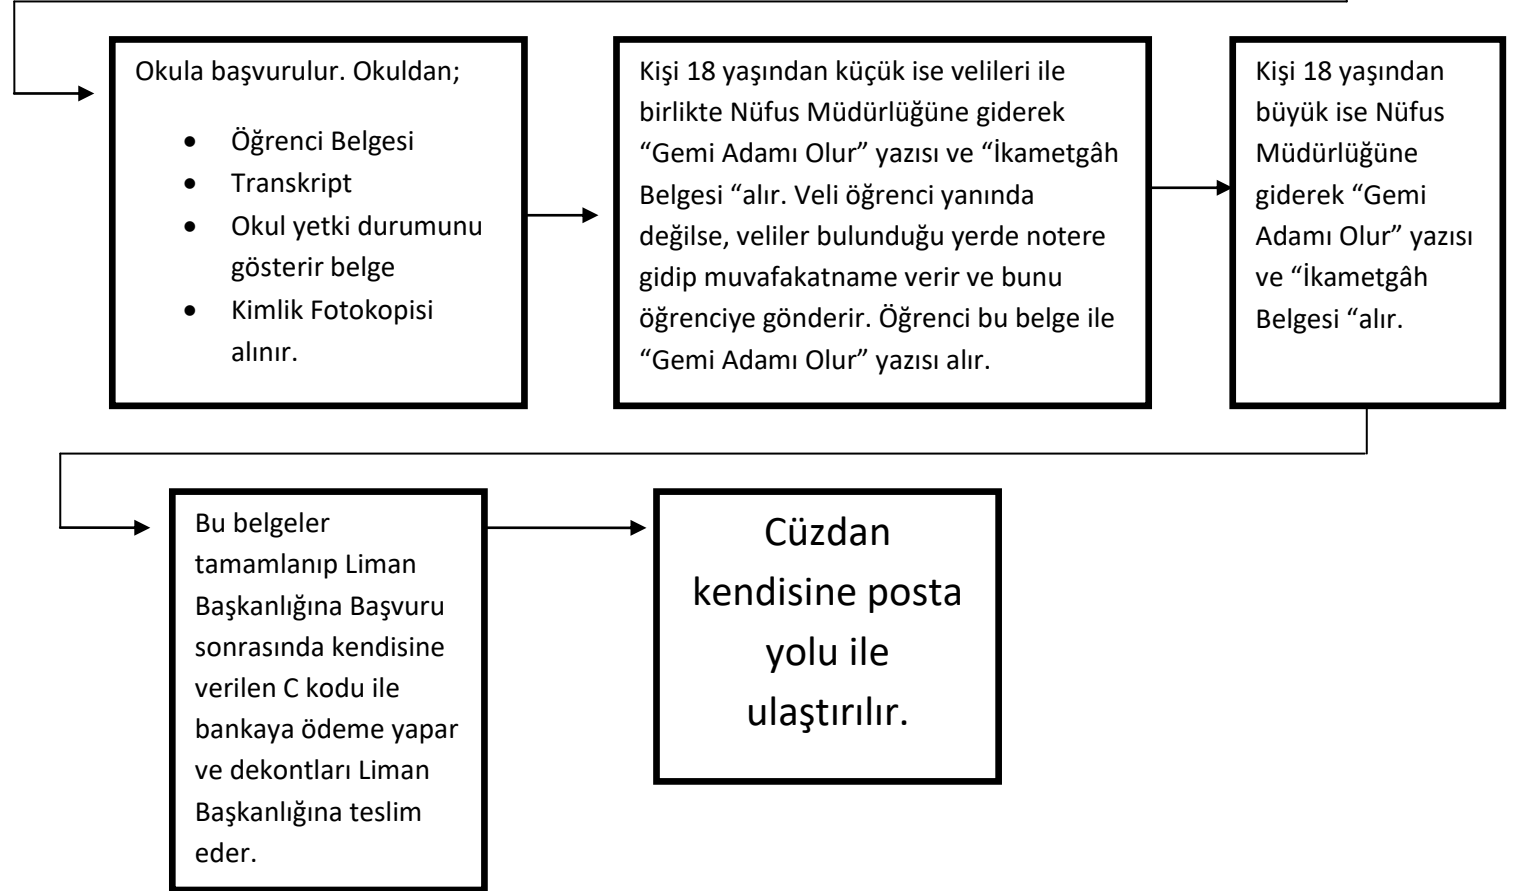 Okula başvurulur. Okuldan;
• Öğrenci Belgesi
• Transkript
• Okul yetki durumunu
gösterir belge
• Kimlik Fotokopisi
alınır.
Kişi 18 yaşından küçük ise velileri ile
birlikte Nüfus Müdürlüğüne giderek
“Gemi Adamı Olur” yazısı ve “İkametgâh
Belgesi “alır. Veli öğrenci yanında
değilse, veliler bulunduğu yerde notere
gidip muvafakatname verir ve bunu
öğrenciye gönderir. Öğrenci bu belge ile
“Gemi Adamı Olur” yazısı alır.
Kişi 18 yaşından
büyük ise Nüfus
Müdürlüğüne
giderek “Gemi
Adamı Olur” yazısı
ve “İkametgâh
Belgesi “alır.
Bu belgeler
tamamlanıp Liman
Başkanlığına Başvuru
sonrasında kendisine
verilen C kodu ile
bankaya ödeme yapar
ve dekontları Liman
Başkanlığına teslim
eder.
Cüzdan
kendisine posta
yolu ile
ulaştırılır.